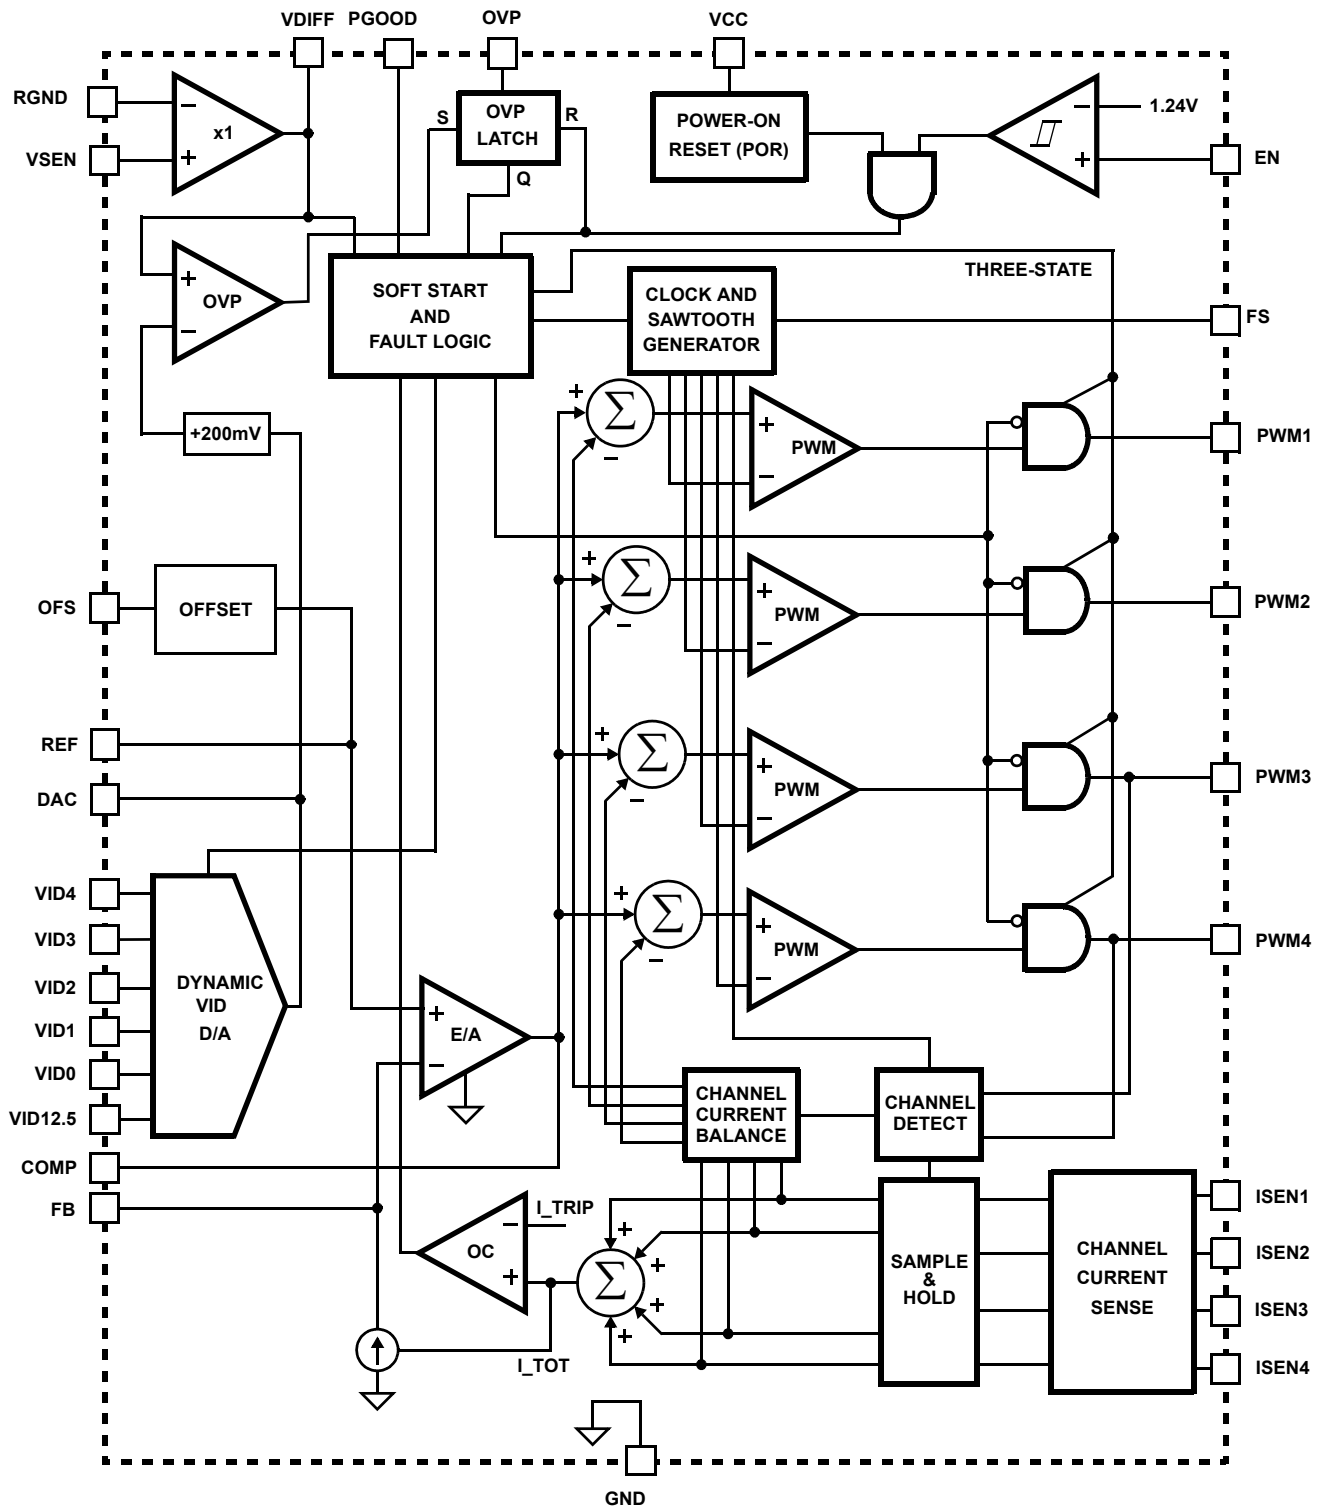 VDIFF PGOOD OVP VCC
RGND
VSEN
x1
− +
S
OVP
LATCH
R
Q
POWER-ON
RESET (POR)
− 1.24V
+
EN
+
OVP
−
SOFT START
AND
FAULT LOGIC
THREE-STATE
CLOCK AND
SAWTOOTH
GENERATOR
FS
+200mV
+
Σ
−
+
PWM
−
PWM1
OFS
OFFSET
+
Σ
−
+
PWM
−
PWM2
REF
DAC
+
Σ
−
+
PWM
−
PWM3
VID4
VID3
VID2
VID1
VID0
VID12.5
DYNAMIC
VID
D/A
+
Σ
−
+
PWM
−
PWM4
+
E/A
−
CHANNEL
CURRENT
BALANCE
CHANNEL
DETECT
COMP
FB
− I_TRIP
OC
+
I_TOT
+
+
Σ
+
+
SAMPLE
&
HOLD
CHANNEL
CURRENT
SENSE
ISEN1
ISEN2
ISEN3
ISEN4
GND